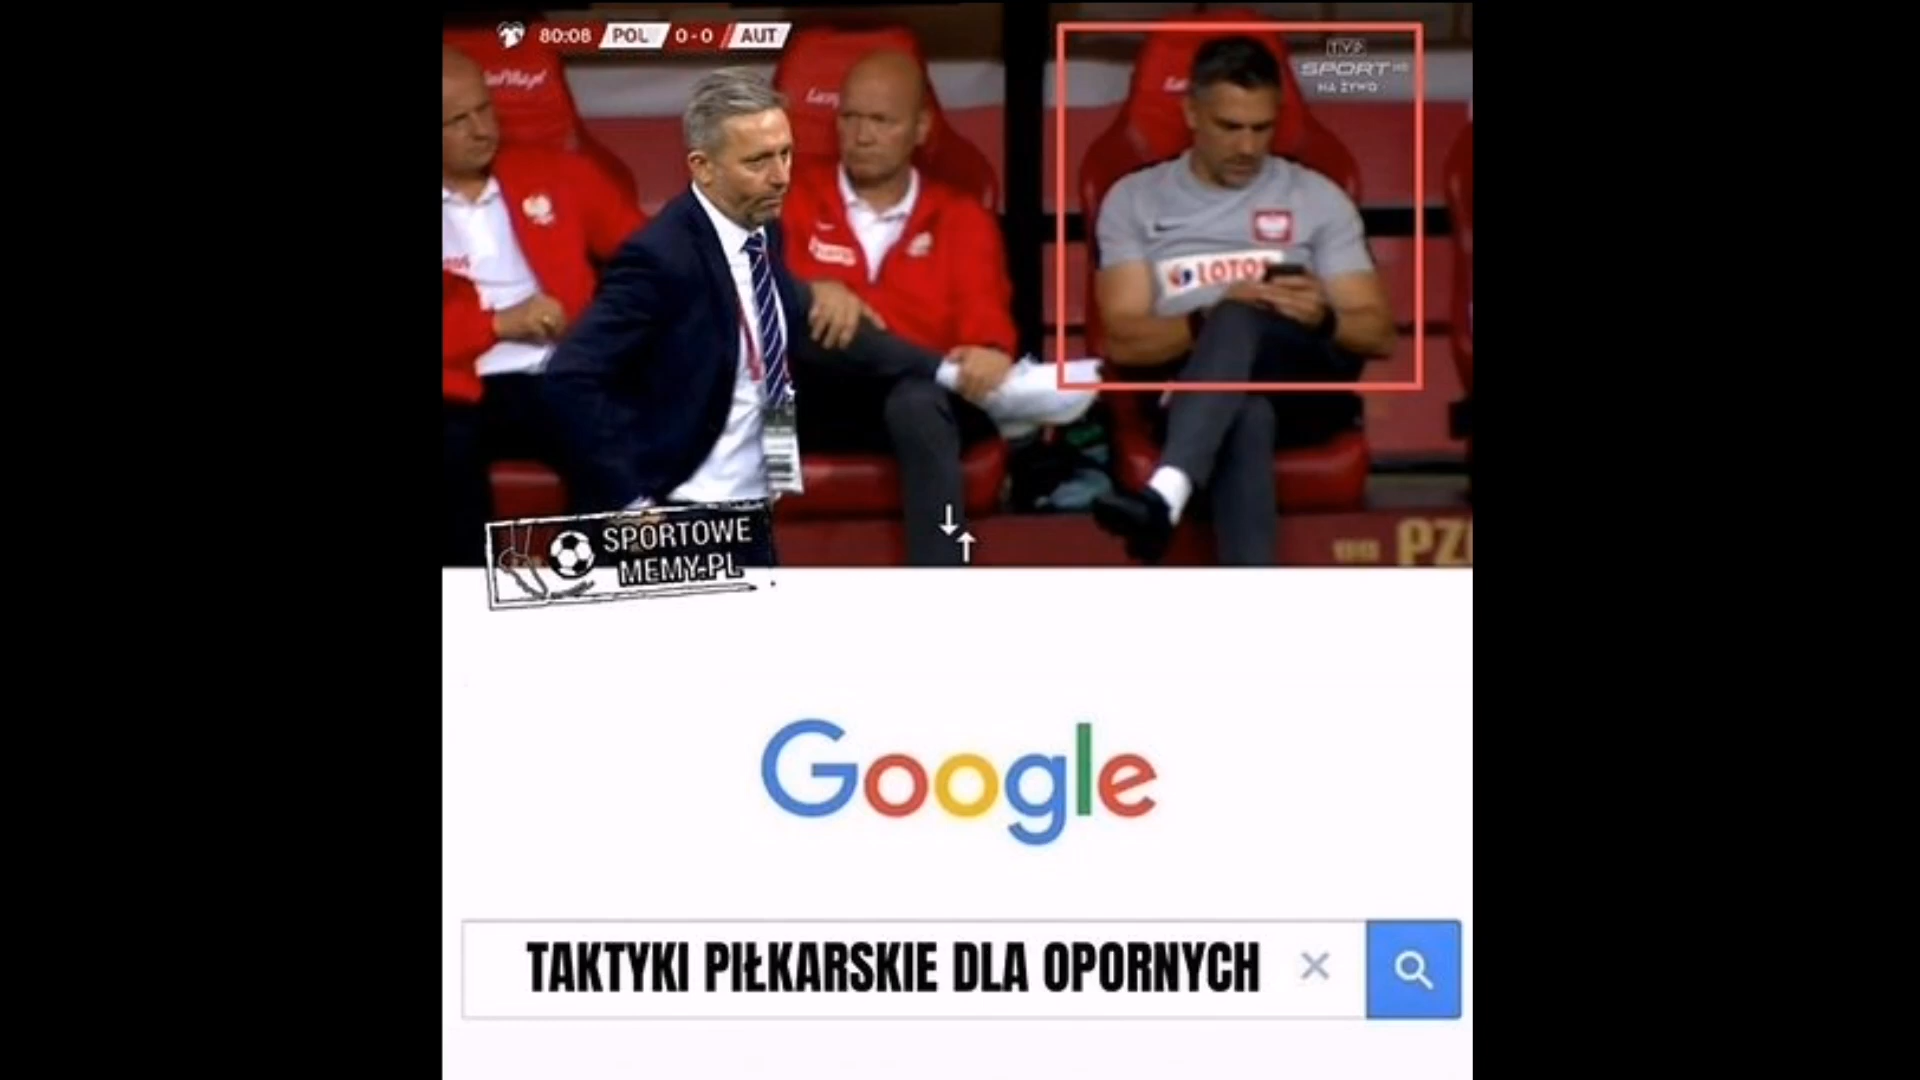 80:08 POL 0-0 AUT
TVP
SPORT HD
NA ŻYWO
LOTOS
PZ
SPORTOWE
MEMY.PL
Google
TAKTYKI PIŁKARSKIE DLA OPORNYCH